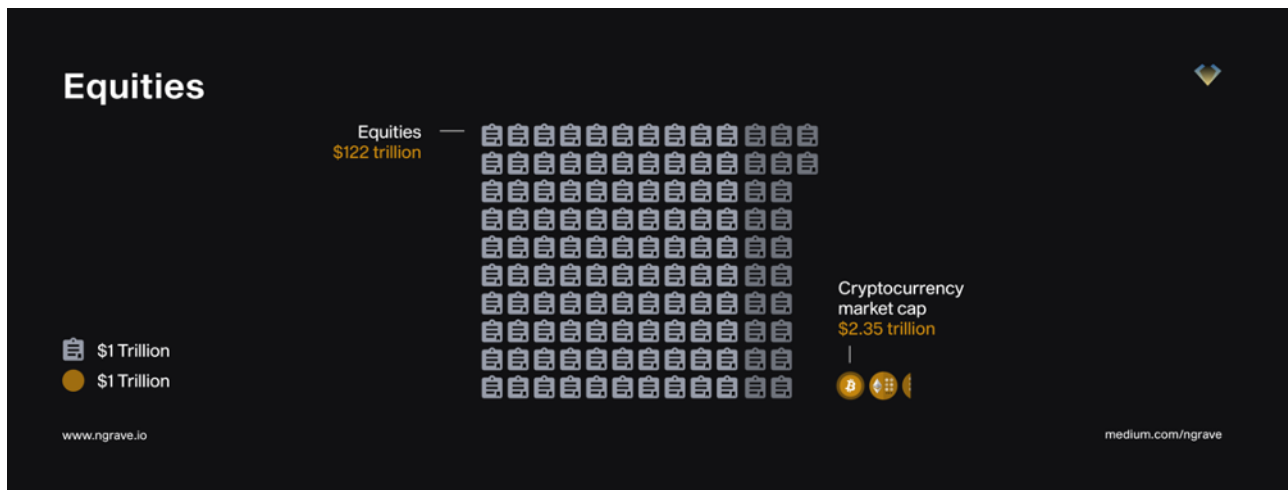 Equities
Equities
$122 trillion
Cryptocurrency
market cap
$2.35 trillion
$1 Trillion
$1 Trillion
www.ngrave.io
medium.com/ngrave